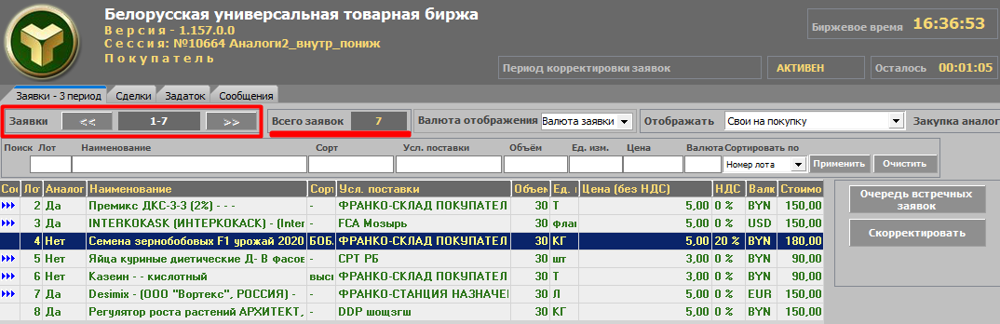 Белорусская универсальная товарная биржа
Версия - 1.157.0.0
Сессия: №10664 Аналоги2_внутр_пониж
Покупатель
Биржевое время 16:36:53
Период корректировки заявок АКТИВЕН Осталось 00:01:05
Заявки - 3 период Сделки Задаток Сообщения
Заявки << 1-7 >> Всего заявок 7 Валюта отображения Валюта заявки Отображать Свои на покупку Закупка аналог
Поиск Лот Наименование Сорт Усл. поставки Объём Ед. изм. Цена Валюта Сортировать по
Номер лота Применить Очистить
Сос Ло Аналог Наименование Сорт Усл. поставки Объем Ед. Цена (без НДС) НДС Валк Стоимо
2 Да Премикс ДКС-3-3 (2%) - - - - ФРАНКО-СКЛАД ПОКУПАТЕЛ 30 Т 5,00 0 % BYN 150,00
3 Да INTERKOKASK (ИНТЕРКОКАСК) - (Inter - FCA Мозырь 30 флаг 5,00 0 % USD 150,00
4 Нет Семена зернобобовых F1 урожай 2020 БОБ. ФРАНКО-СКЛАД ПОКУПАТЕЛ 30 КГ 5,00 20 % BYN 180,00
5 Нет Яйца куриные диетические Д- В фасов - СРТ РБ 30 шт 3,00 0 % BYN 90,00
6 Нет Казеин - - кислотный высш ФРАНКО-СКЛАД ПОКУПАТЕЛ 30 Т 3,00 0 % BYN 90,00
7 Да Desimix - (ООО "Вортекс", РОССИЯ) - - ФРАНКО-СТАНЦИЯ НАЗНАЧЕН 30 Л 5,00 0 % EUR 150,00
8 Да Регулятор роста растений АРХИТЕКТ, - DDP шощзгш 30 КГ 5,00 0 % BYN 150,00
Очередь встречных
заявок
Скорректировать